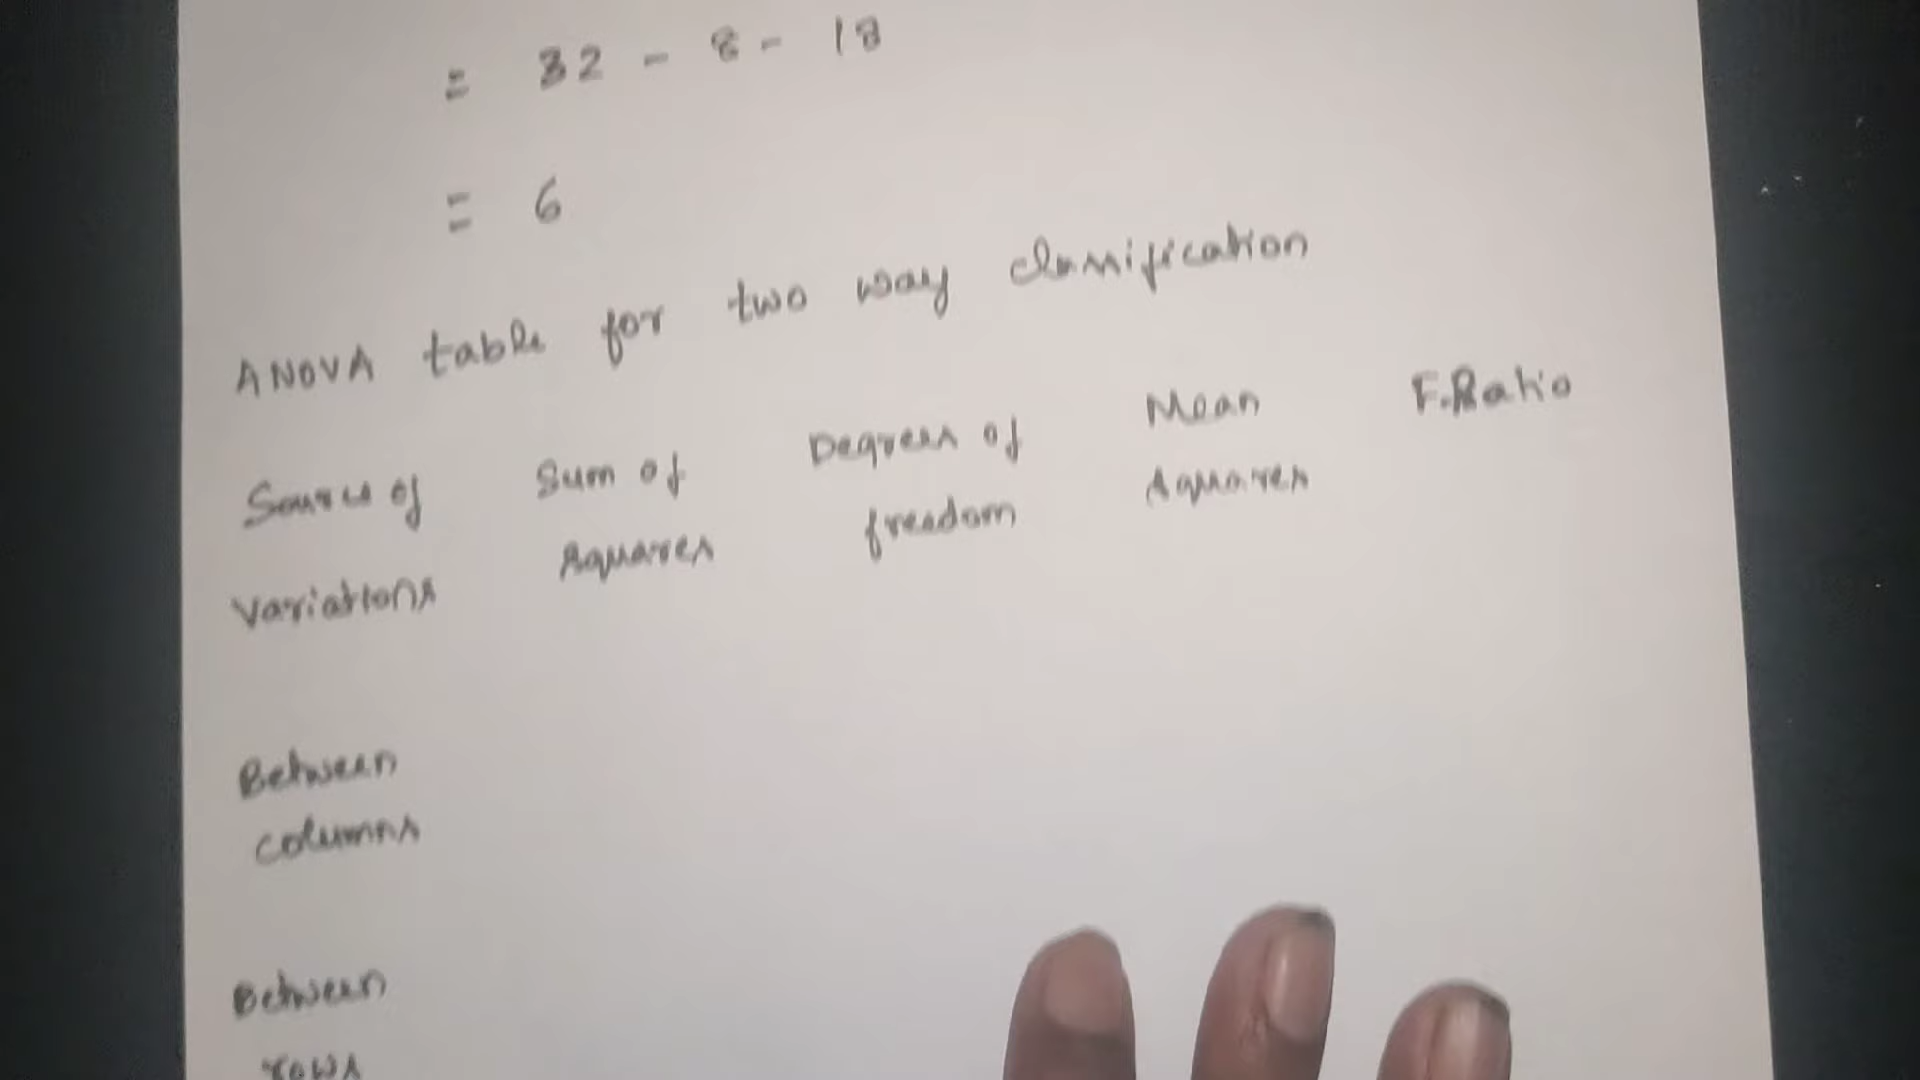 = 32 - 8 - 18
= 6
ANOVA table for two way classification
Source of variations
Sum of squares
Degrees of freedom
Mean squares
F.Ratio
Between
columns
Between
rows